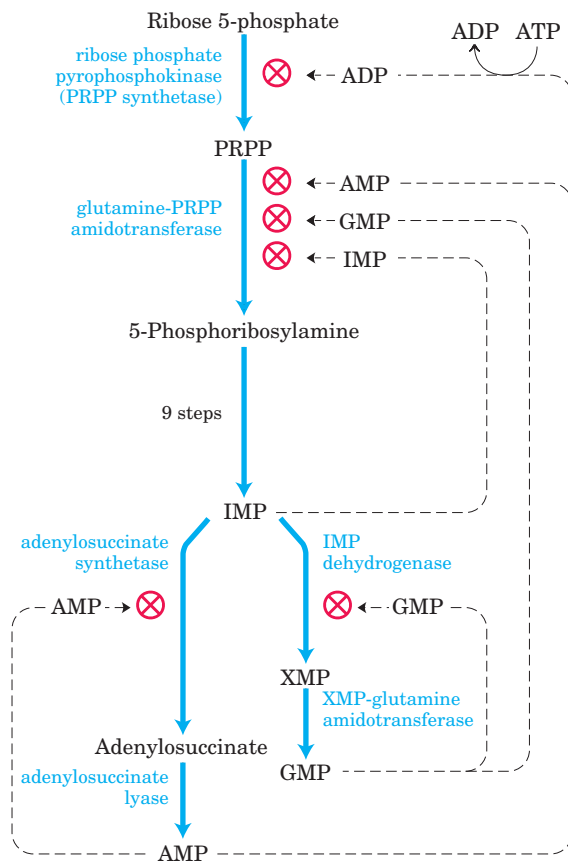 Ribose 5-phosphate
ADP ATP
ribose phosphate
pyrophosphokinase
(PRPP synthetase)
ADP
PRPP
AMP
glutamine-PRPP
amidotransferase
GMP
IMP
5-Phosphoribosylamine
9 steps
IMP
adenylosuccinate
synthetase
IMP
dehydrogenase
AMP
GMP
XMP
XMP-glutamine
amidotransferase
Adenylosuccinate
GMP
adenylosuccinate
lyase
AMP